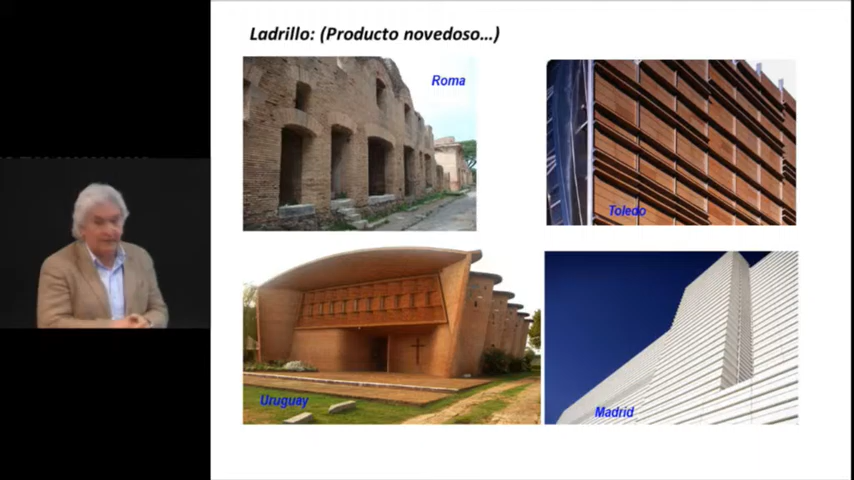 Ladrillo: (Producto novedoso...)
Roma
Toledo
Uruguay
Madrid